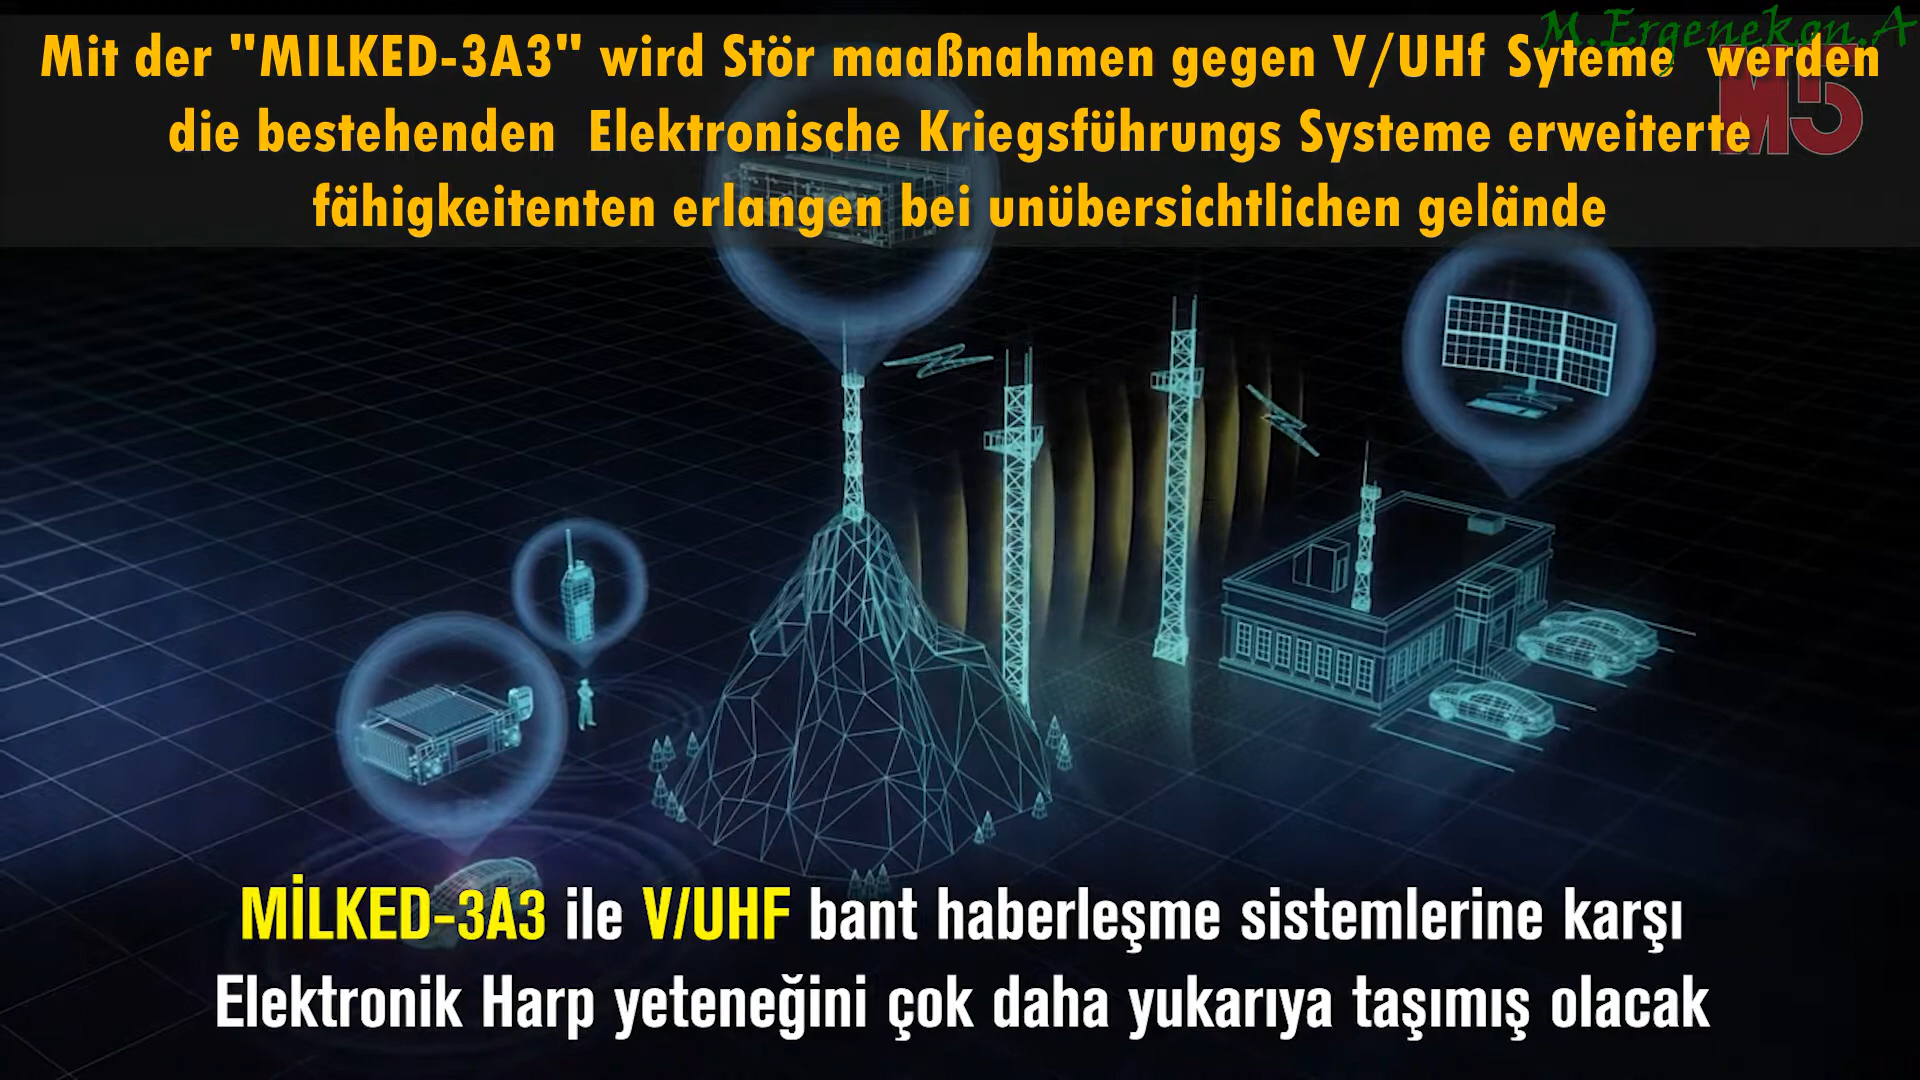 M.Ergenekon.A
Mit der "MILKED-3A3" wird Stör maaßnahmen gegen V/UHf Syteme werden
M5
die bestehenden Elektronische Kriegsführungs Systeme erweiterte
fähigkeitenten erlangen bei unübersichtlichen gelände
MİLKED-3A3 ile V/UHF bant haberleşme sistemlerine karşı
Elektronik Harp yeteneğini çok daha yukarıya taşımış olacak